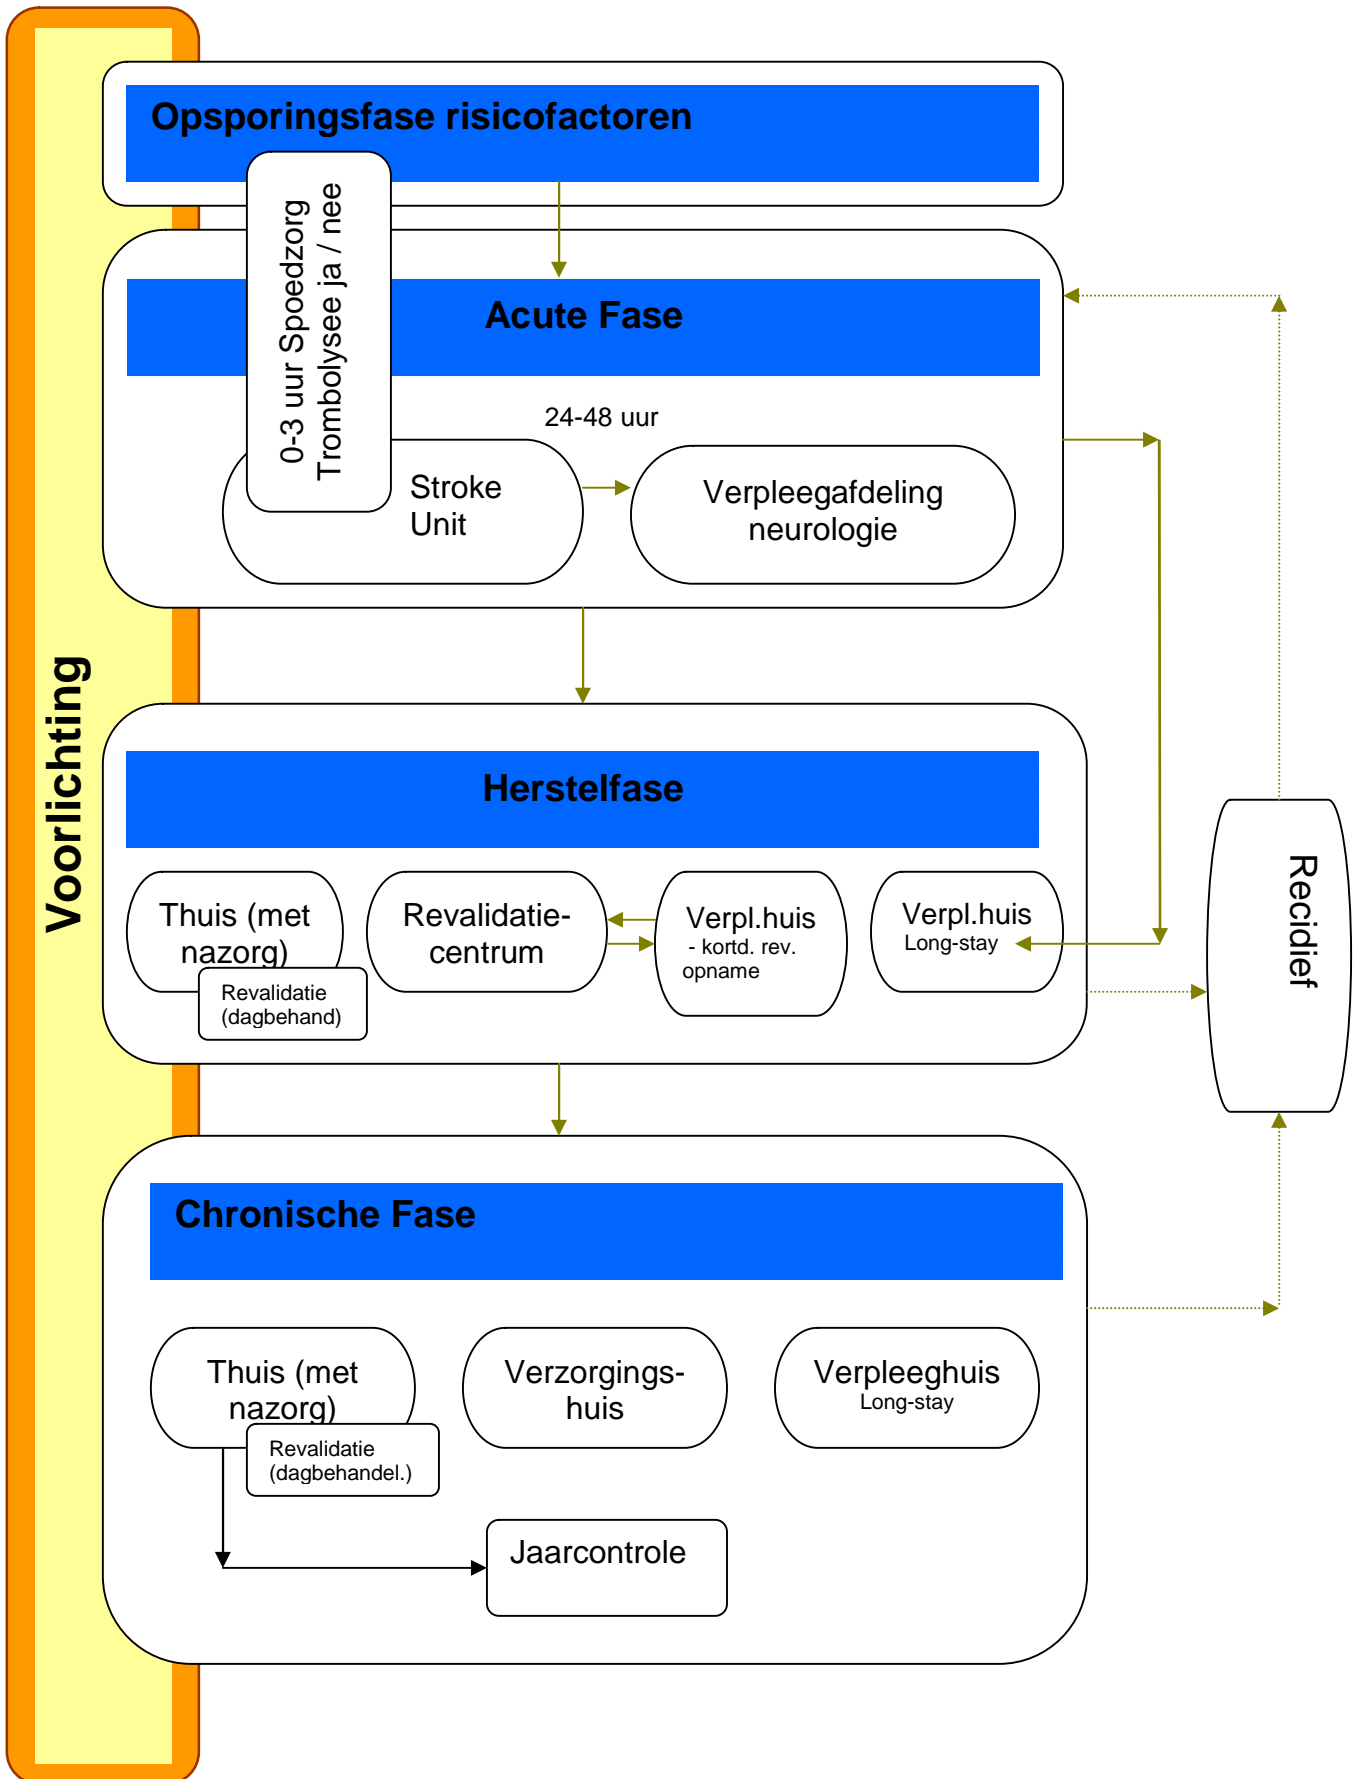 Voorlichting
Opsporingsfase risicofactoren
0-3 uur Spoedzorg
Trombolysee ja / nee
Acute Fase
24-48 uur
Stroke
Unit
Verpleegafdeling
neurologie
Herstelfase
Thuis (met
nazorg)
Revalidatie
(dagbehand)
Revalidatie-
centrum
Verpl.huis
- kortd. rev.
opname
Verpl.huis
Long-stay
Recidief
Chronische Fase
Thuis (met
nazorg)
Revalidatie
(dagbehandel.)
Verzorgings-
huis
Verpleeghuis
Long-stay
Jaarcontrole